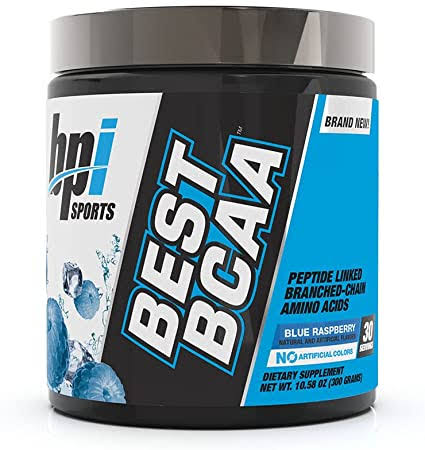 BRAND NEW!
bpi
SPORTS
BEST
BCAA™
PEPTIDE LINKED
BRANCHED-CHAIN
AMINO ACIDS
BLUE RASPBERRY
NATURAL AND ARTIFICIAL FLAVORS
30
SERVINGS
NO ARTIFICIAL COLORS
DIETARY SUPPLEMENT
NET WT. 10.58 OZ (300 GRAMS)